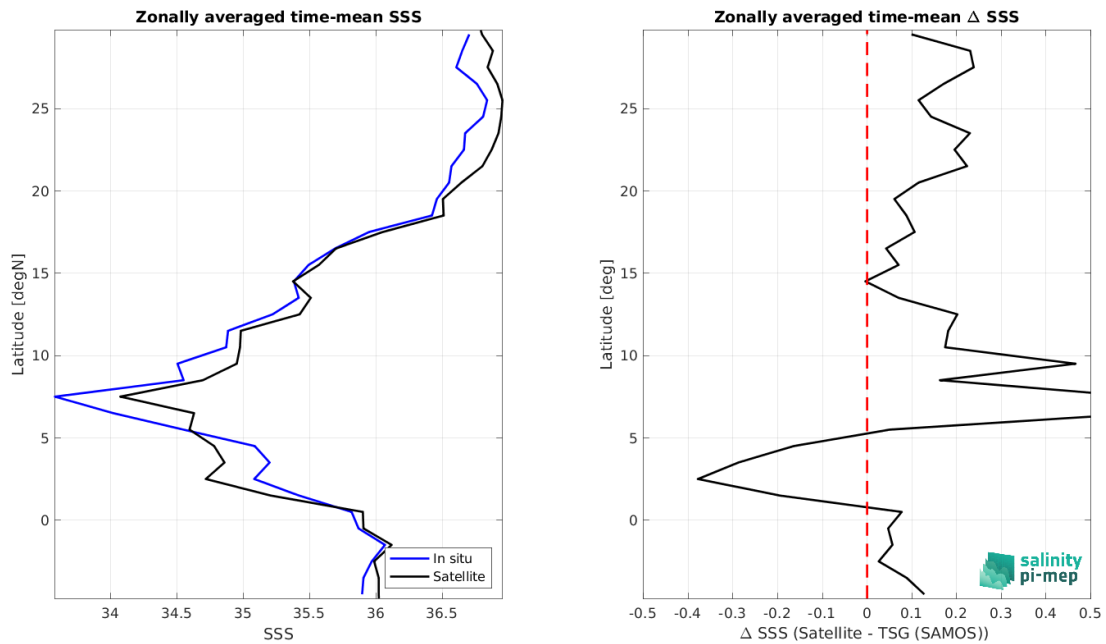 Zonally averaged time-mean SSS
25
20
15
10
5
0
Latitude [degN]
34
34.5
35
35.5
36
36.5
SSS
In situ
Satellite
Zonally averaged time-mean Δ SSS
25
20
15
10
5
0
Latitude [deg]
-0.5
-0.4
-0.3
-0.2
-0.1
0
0.1
0.2
0.3
0.4
0.5
Δ SSS (Satellite - TSG (SAMOS))
salinity
pi-mep